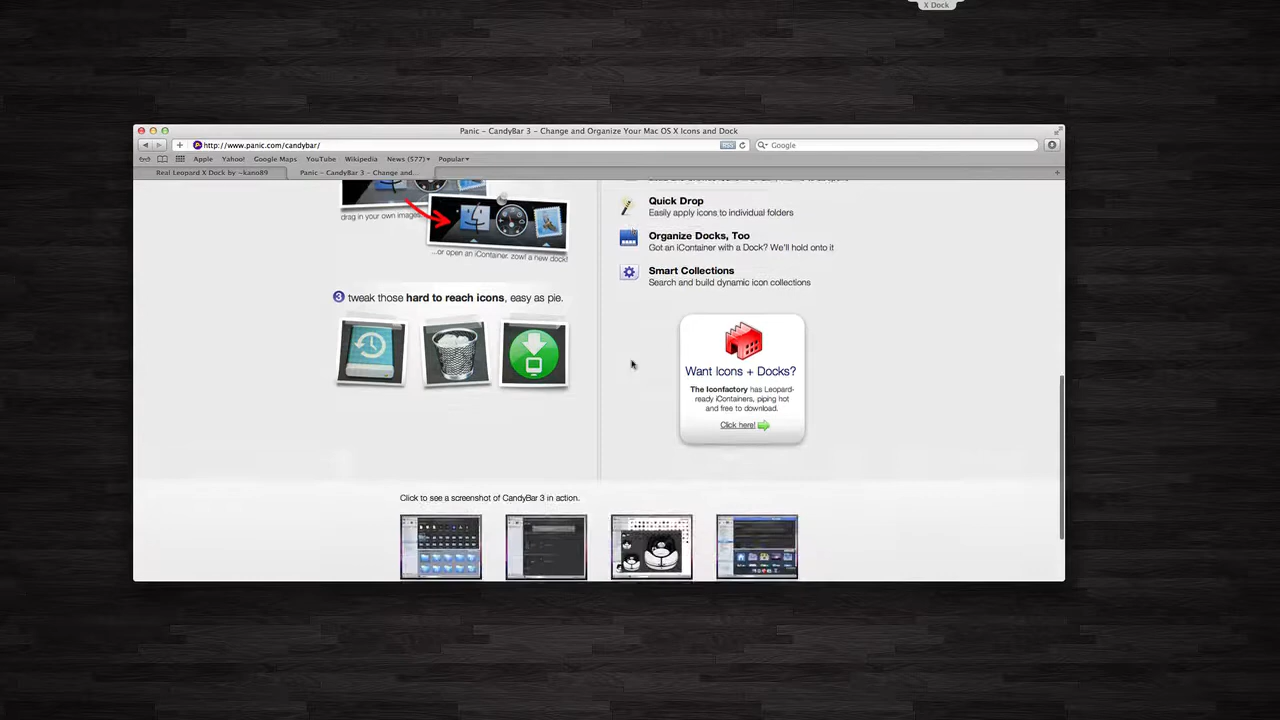 X Dock
Panic - CandyBar 3 - Change and Organize Your Mac OS X Icons and Dock
http://www.panic.com/candybar/
RSS
Google
Apple
Yahoo!
Google Maps
YouTube
Wikipedia
News (577)
Popular
Real Leopard X Dock by ~kano89
Panic - CandyBar 3 - Change and...
drag in your own images
...or open an iContainer. zowl a new dock!
3 tweak those hard to reach icons, easy as pie.
Quick Drop
Easily apply icons to individual folders
Organize Docks, Too
Got an iContainer with a Dock? We'll hold onto it
Smart Collections
Search and build dynamic icon collections
Want Icons + Docks?
The Iconfactory has Leopard-
ready iContainers, piping hot
and free to download.
Click here!
Click to see a screenshot of CandyBar 3 in action.